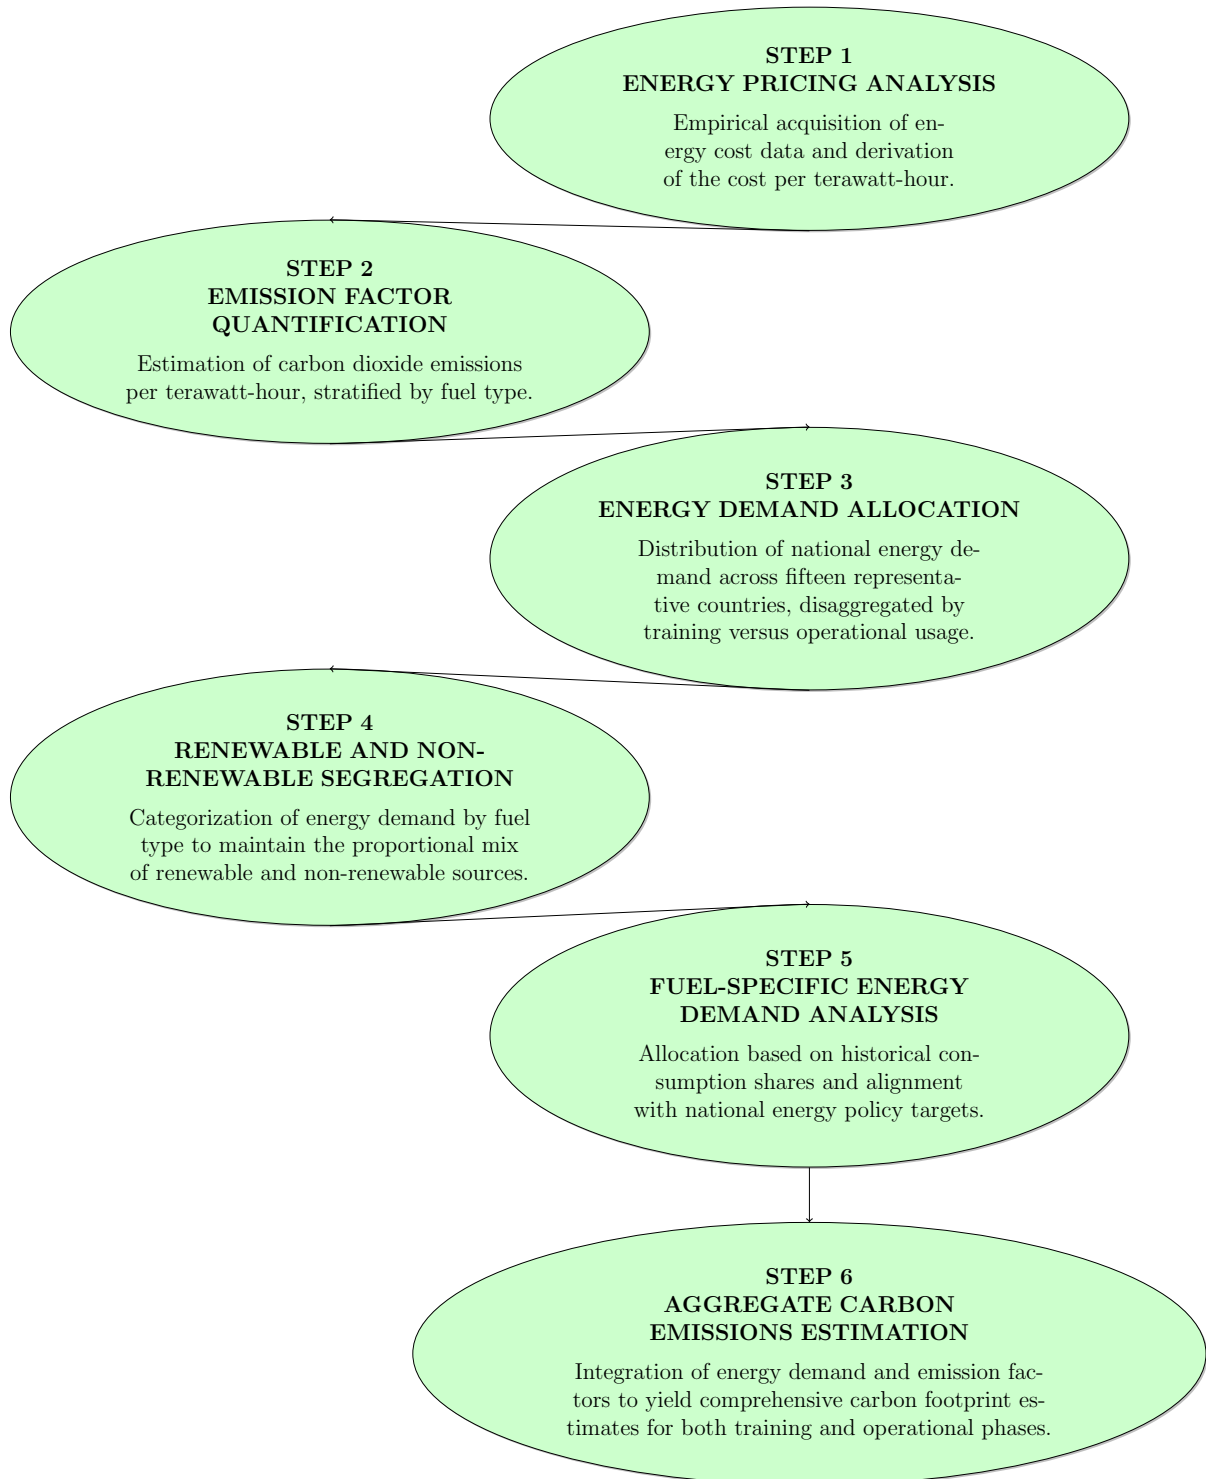 STEP 1
ENERGY PRICING ANALYSIS
Empirical acquisition of en-
ergy cost data and derivation
of the cost per terawatt-hour.
STEP 2
EMISSION FACTOR
QUANTIFICATION
Estimation of carbon dioxide emissions
per terawatt-hour, stratified by fuel type.
STEP 3
ENERGY DEMAND ALLOCATION
Distribution of national energy de-
mand across fifteen representa-
tive countries, disaggregated by
training versus operational usage.
STEP 4
RENEWABLE AND NON-
RENEWABLE SEGREGATION
Categorization of energy demand by fuel
type to maintain the proportional mix
of renewable and non-renewable sources.
STEP 5
FUEL-SPECIFIC ENERGY
DEMAND ANALYSIS
Allocation based on historical con-
sumption shares and alignment
with national energy policy targets.
STEP 6
AGGREGATE CARBON
EMISSIONS ESTIMATION
Integration of energy demand and emission fac-
tors to yield comprehensive carbon footprint es-
timates for both training and operational phases.